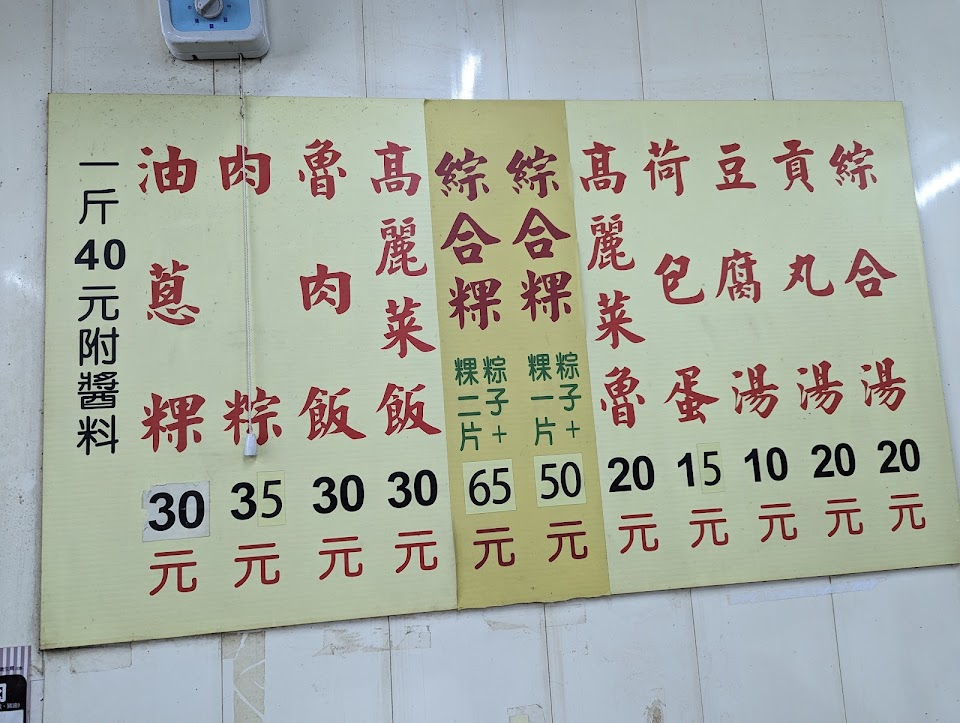 一斤40元附醬料
油蔥粿30元
肉粽35元
魯肉飯30元
高麗菜飯30元
綜合粿
粽子+
粿二片
65元
綜合粿
粽子+
粿一片
50元
高麗菜魯20元
荷包蛋15元
豆腐湯10元
貢丸湯20元
綜合湯20元